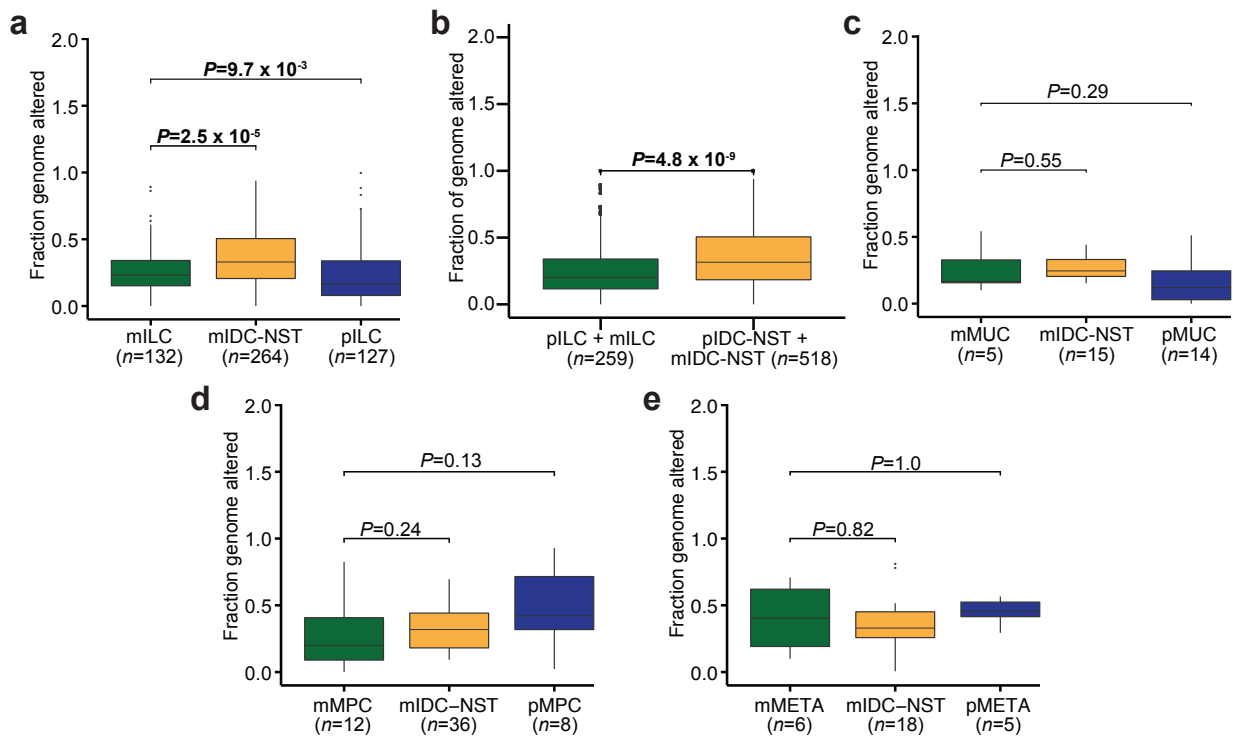 a
Fraction genome altered
2.0
1.5
1.0
0.5
0.0
P=9.7 x 10-3
P=2.5 x 10-5
mILC mIDC-NST pILC
(n=132) (n=264) (n=127)
b
Fraction of genome altered
2.0
1.5
1.0
0.5
0.0
P=4.8 x 10-9
pILC + mILC pIDC-NST +
(n=259) mIDC-NST (n=518)
c
Fraction genome altered
2.0
1.5
1.0
0.5
0.0
P=0.29
P=0.55
mMUC mIDC-NST pMUC
(n=5) (n=15) (n=14)
d
Fraction genome altered
2.0
1.5
1.0
0.5
0.0
P=0.13
P=0.24
mMPC mIDC−NST pMPC
(n=12) (n=36) (n=8)
e
Fraction genome altered
2.0
1.5
1.0
0.5
0.0
P=1.0
P=0.82
mMETA mIDC−NST pMETA
(n=6) (n=18) (n=5)